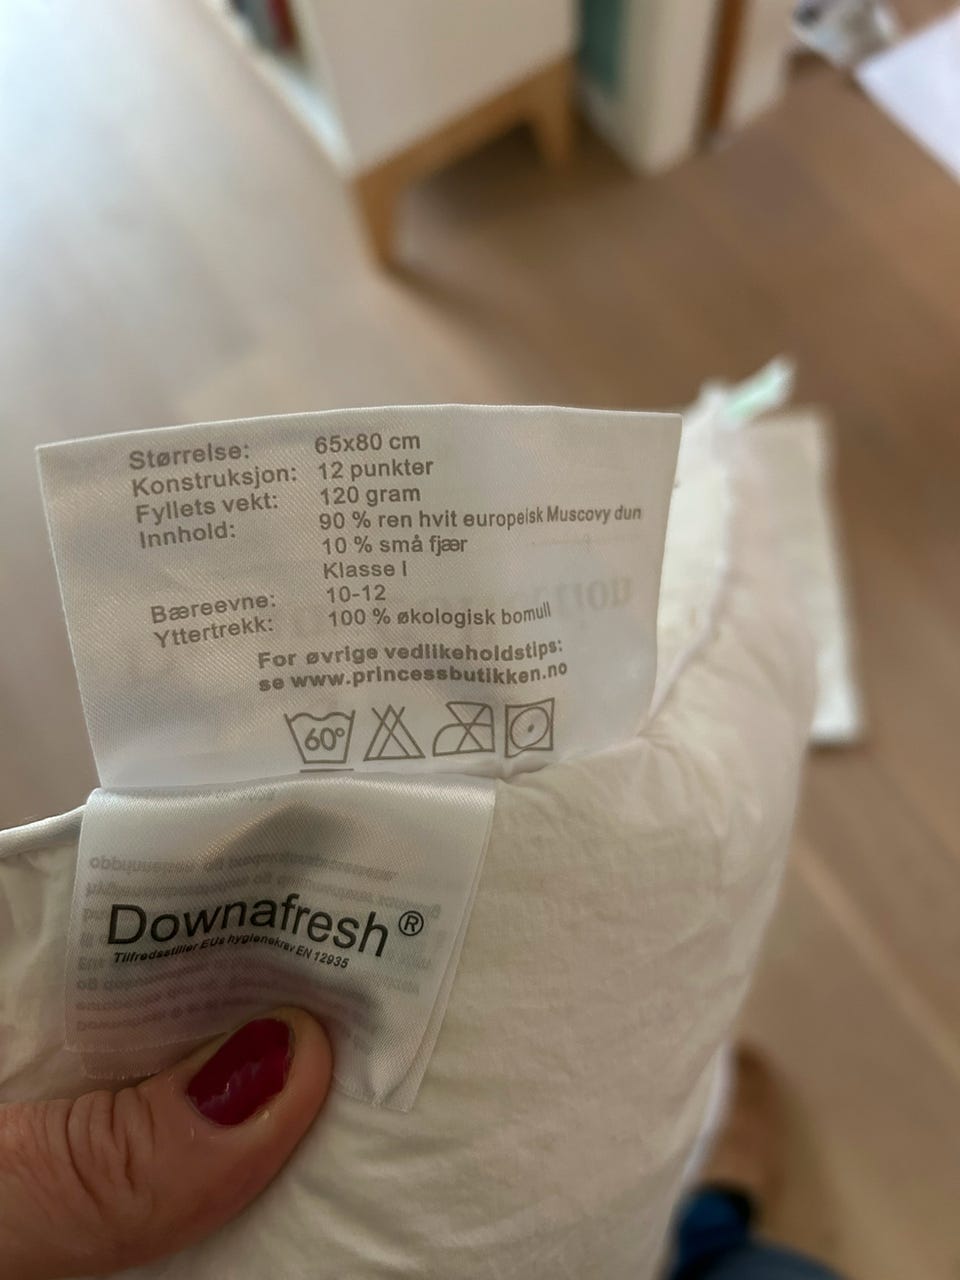 Størrelse: 65x80 cm
Konstruksjon: 12 punkter
Fyllets vekt: 120 gram
Innhold: 90 % ren hvit europeisk Muscovy dun
10 % små fjær
Klasse I
Bæreevne: 10-12
Yttertrekk: 100 % økologisk bomull
For øvrige vedlikeholdstips:
se www.princessbutikken.no
60°
Downafresh®
Tilfredsstiller EUs hygienekrav EN 12935